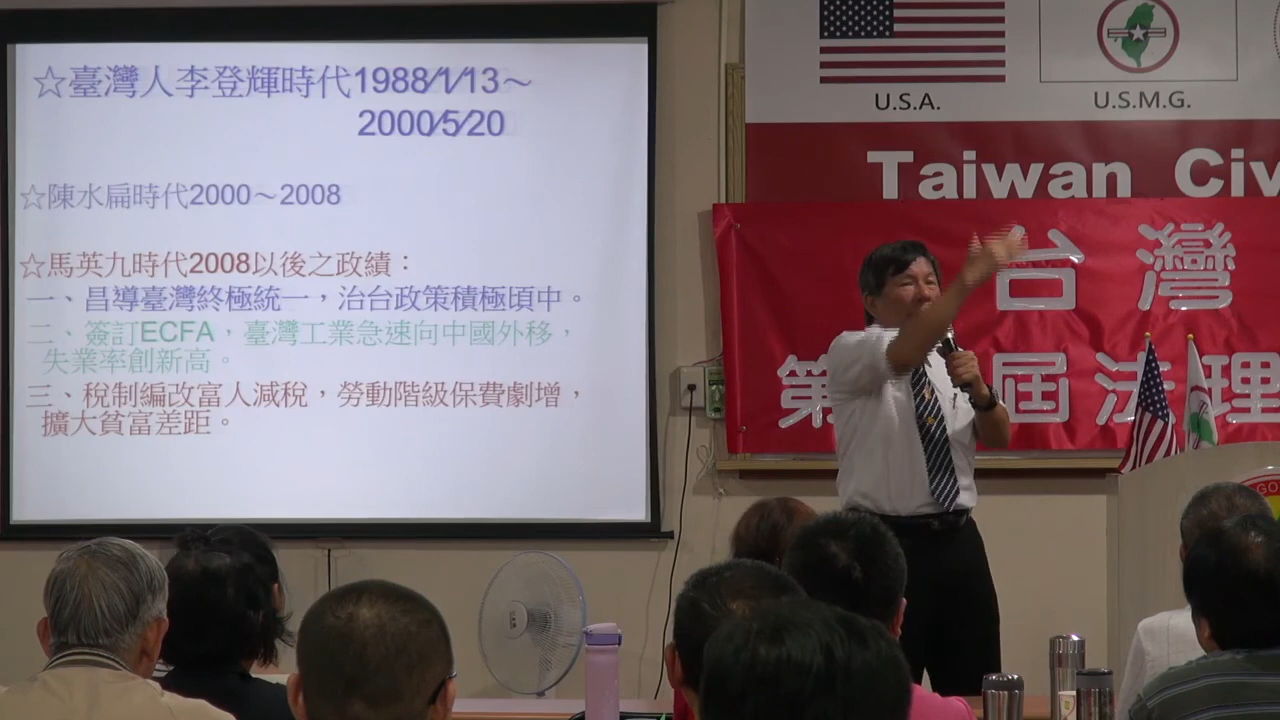 ☆臺灣人李登輝時代1988/1/13～
2000/5/20
☆陳水扁時代2000～2008
☆馬英九時代2008以後之政績：
一、昌導臺灣終極統一，治台政策積極頃中。
二、簽訂ECFA，臺灣工業急速向中國外移，
失業率創新高。
三、稅制編改富人減稅，勞動階級保費劇增，
擴大貧富差距。
U.S.A.
U.S.M.G.
Taiwan Civ
台灣
第 屆法理
GO